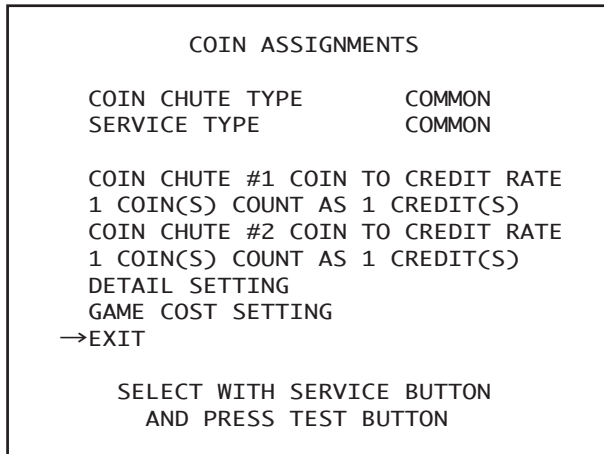 COIN ASSIGNMENTS
COIN CHUTE TYPE COMMON
SERVICE TYPE COMMON
COIN CHUTE #1 COIN TO CREDIT RATE
1 COIN(S) COUNT AS 1 CREDIT(S)
COIN CHUTE #2 COIN TO CREDIT RATE
1 COIN(S) COUNT AS 1 CREDIT(S)
DETAIL SETTING
GAME COST SETTING
→EXIT
SELECT WITH SERVICE BUTTON
AND PRESS TEST BUTTON